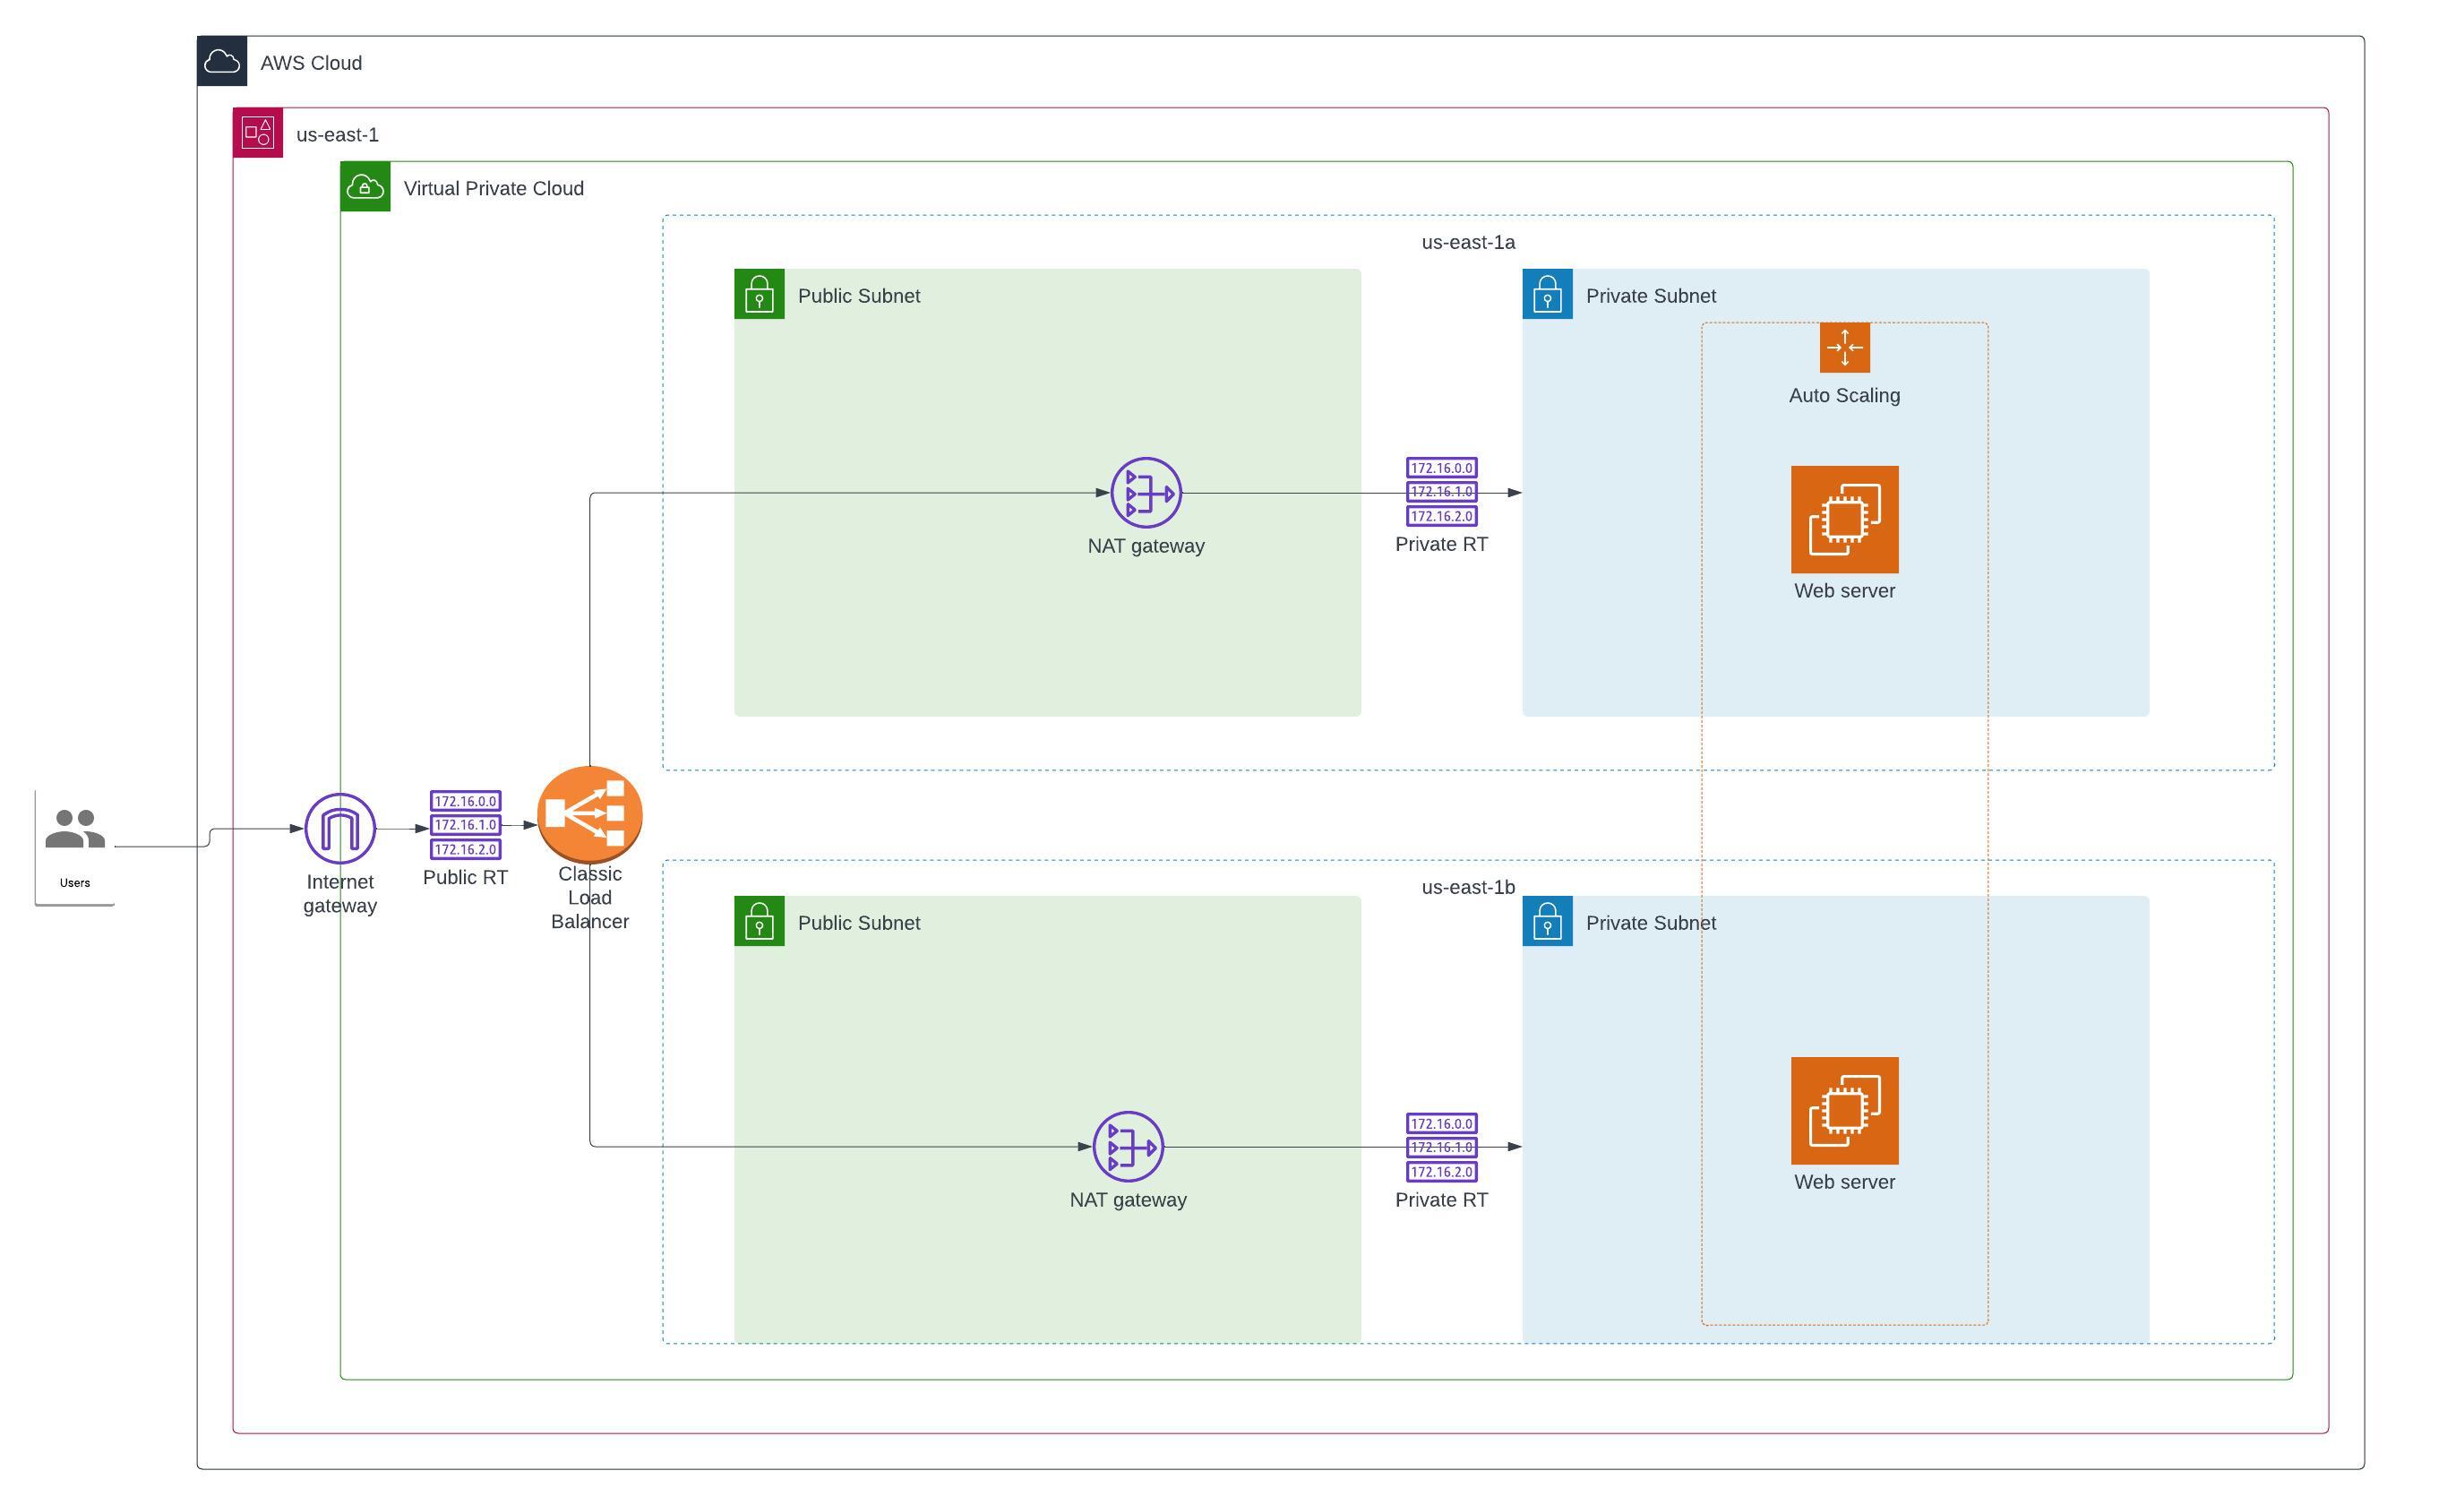 AWS Cloud
us-east-1
Virtual Private Cloud
us-east-1a
Public Subnet
Private Subnet
Auto Scaling
NAT gateway
172.16.0.0
172.16.1.0
172.16.2.0
Private RT
Web server
Users
Internet
gateway
172.16.0.0
172.16.1.0
172.16.2.0
Public RT
Classic
Load
Balancer
us-east-1b
Public Subnet
Private Subnet
NAT gateway
172.16.0.0
172.16.1.0
172.16.2.0
Private RT
Web server